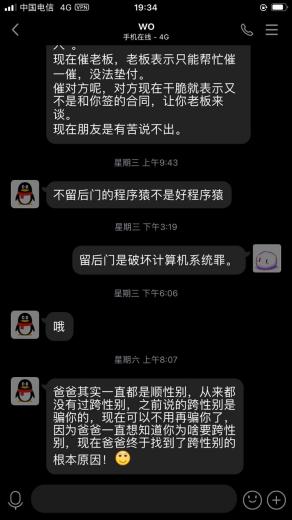 中国电信 4G VPN
19:34
WO
手机在线 - 4G
现在催老板，老板表示只能帮忙催
一催，没法垫付。
催对方呢，对方现在干脆就表示又
不是和你签的合同，让你老板来
谈。
现在朋友是有苦说不出。
星期三 上午9:43
不留后门的程序猿不是好程序猿
星期三 下午3:19
留后门是破坏计算机系统罪。
星期三 下午6:06
哦
星期六 上午8:07
爸爸其实一直都是顺性别，从来都
没有过跨性别，之前说的跨性别是
骗你的，现在可以不用再骗你了，
因为爸爸一直想知道你为啥要跨性
别，现在爸爸终于找到了跨性别的
根本原因！